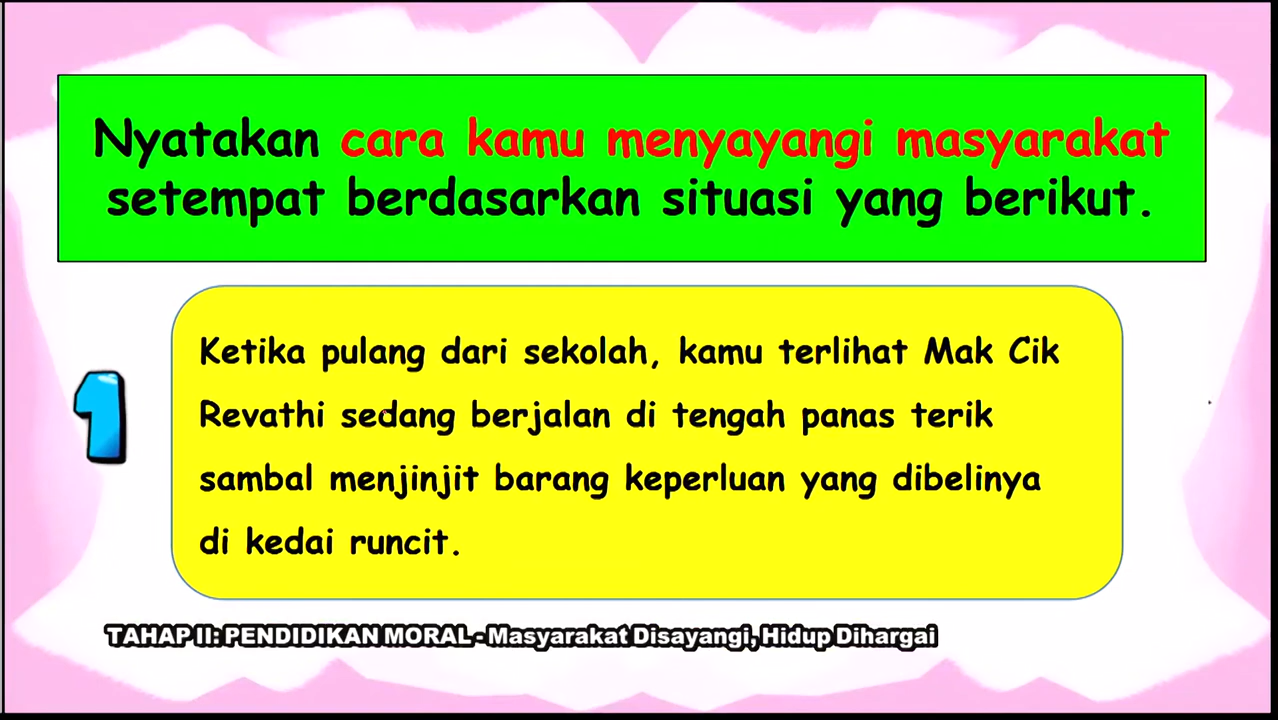 Nyatakan cara kamu menyayangi masyarakat
setempat berdasarkan situasi yang berikut.
1
Ketika pulang dari sekolah, kamu terlihat Mak Cik
Revathi sedang berjalan di tengah panas terik
sambal menjinjit barang keperluan yang dibelinya
di kedai runcit.
TAHAP II: PENDIDIKAN MORAL - Masyarakat Disayangi, Hidup Dihargai